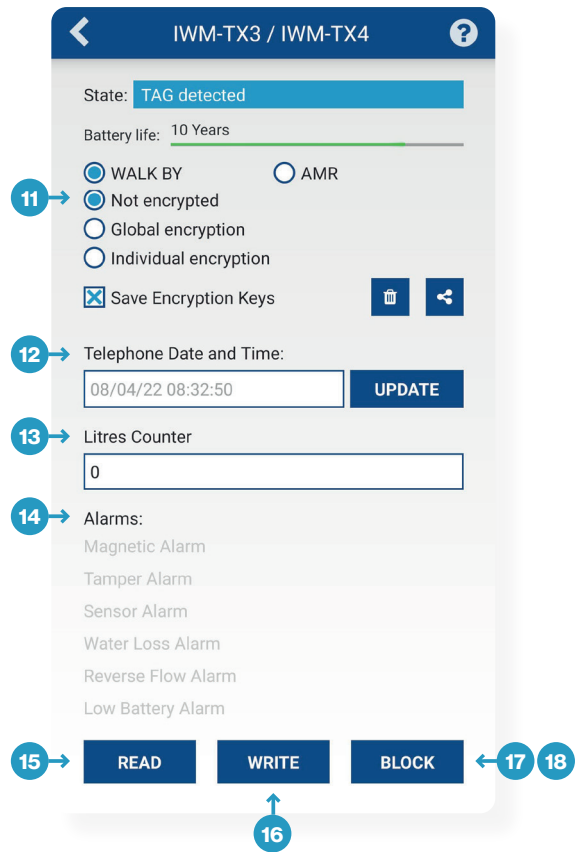 IWM-TX3 / IWM-TX4 ?
State: TAG detected
Battery life: 10 Years
WALK BY AMR
11 Not encrypted
Global encryption
Individual encryption
Save Encryption Keys
12 Telephone Date and Time:
08/04/22 08:32:50 UPDATE
13 Litres Counter
0
14 Alarms:
Magnetic Alarm
Tamper Alarm
Sensor Alarm
Water Loss Alarm
Reverse Flow Alarm
Low Battery Alarm
15 READ WRITE BLOCK 17 18
16